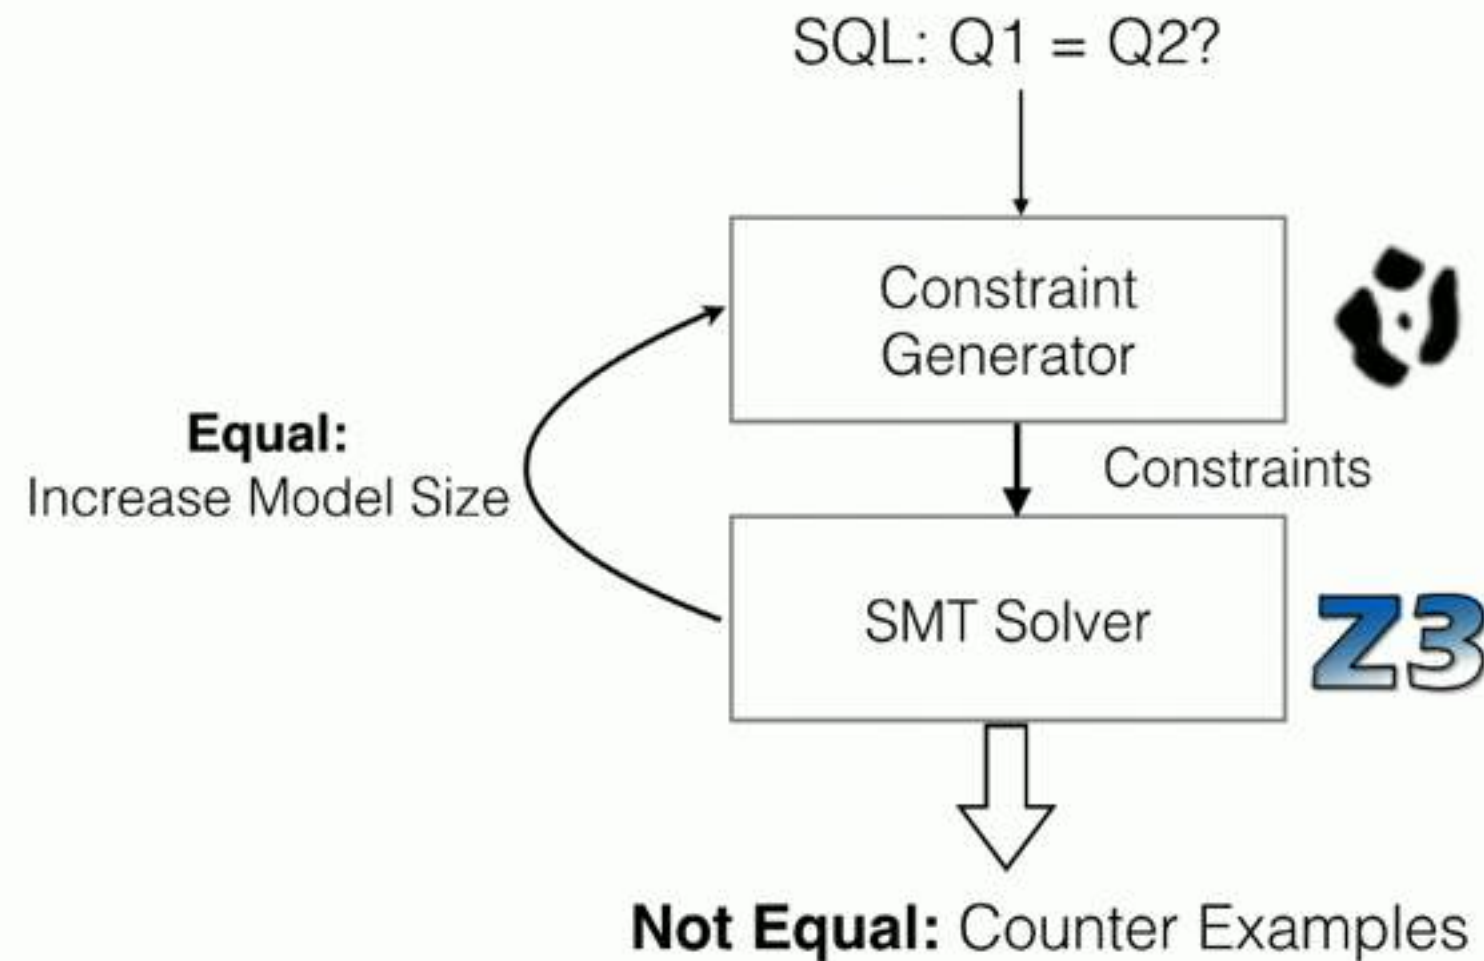 SQL: Q1 = Q2?
Constraint
Generator
Equal:
Increase Model Size
Constraints
SMT Solver
Z3
Not Equal: Counter Examples